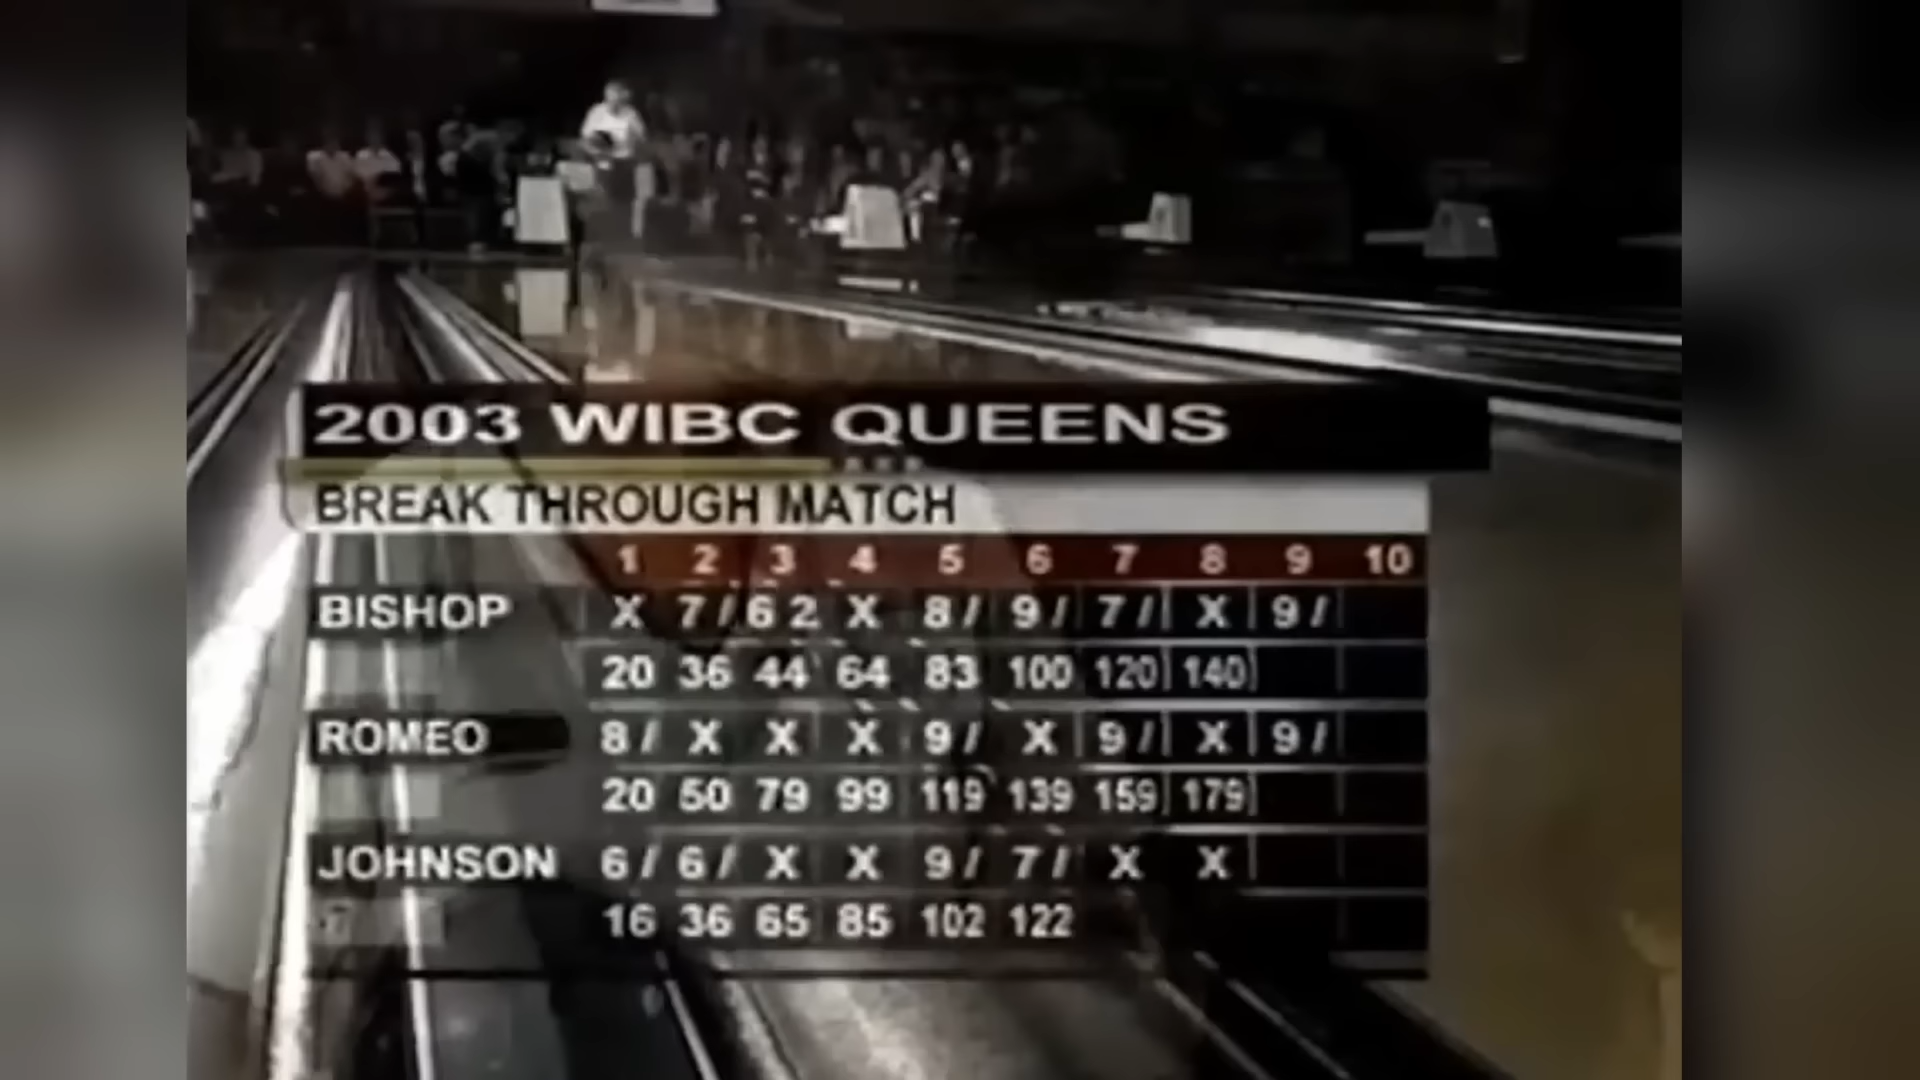 2003 WIBC QUEENS
BREAK THROUGH MATCH
1 2 3 4 5 6 7 8 9 10
BISHOP X 7/ 6 2 X 8/ 9/ 7/ X 9/
20 36 44 64 83 100 120 140
ROMEO 8/ X X X 9/ X 9/ X 9/
20 50 79 99 119 139 159 179
JOHNSON 6/ 6/ X X 9/ 7/ X X
16 36 65 85 102 122